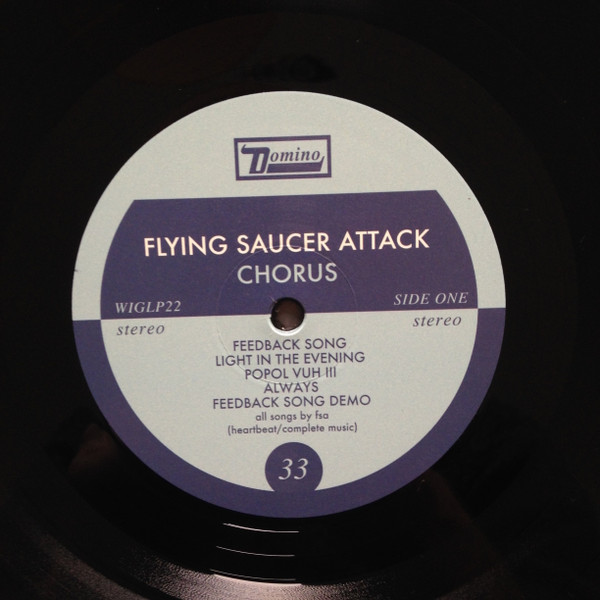 Domino
FLYING SAUCER ATTACK
CHORUS
WIGLP22
SIDE ONE
stereo
stereo
FEEDBACK SONG
LIGHT IN THE EVENING
POPOL VUH III
ALWAYS
FEEDBACK SONG DEMO
all songs by fsa
(heartbeat/complete music)
33